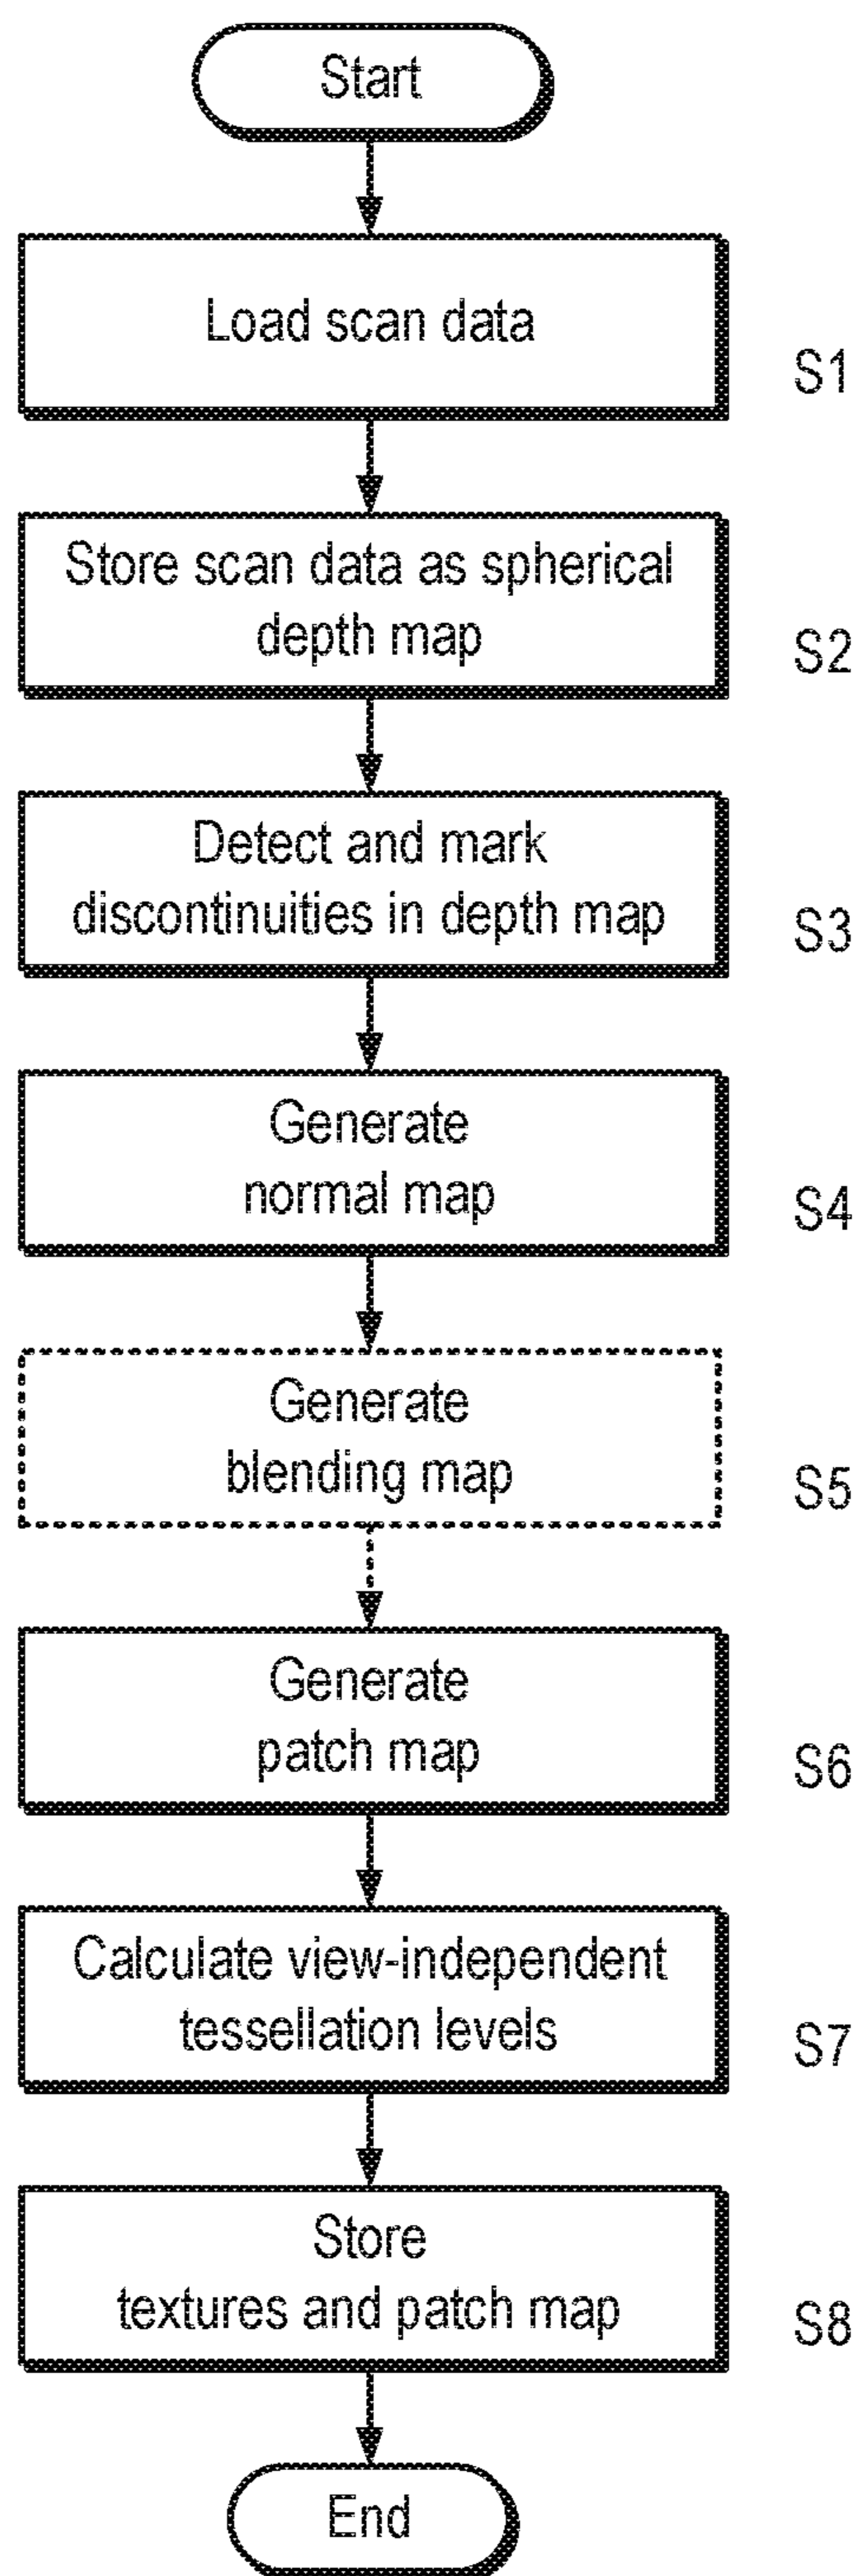 Start
Load scan data
S1
Store scan data as spherical
depth map
S2
Detect and mark
discontinuities in depth map
S3
Generate
normal map
S4
Generate
blending map
S5
Generate
patch map
S6
Calculate view-independent
tessellation levels
S7
Store
textures and patch map
S8
End